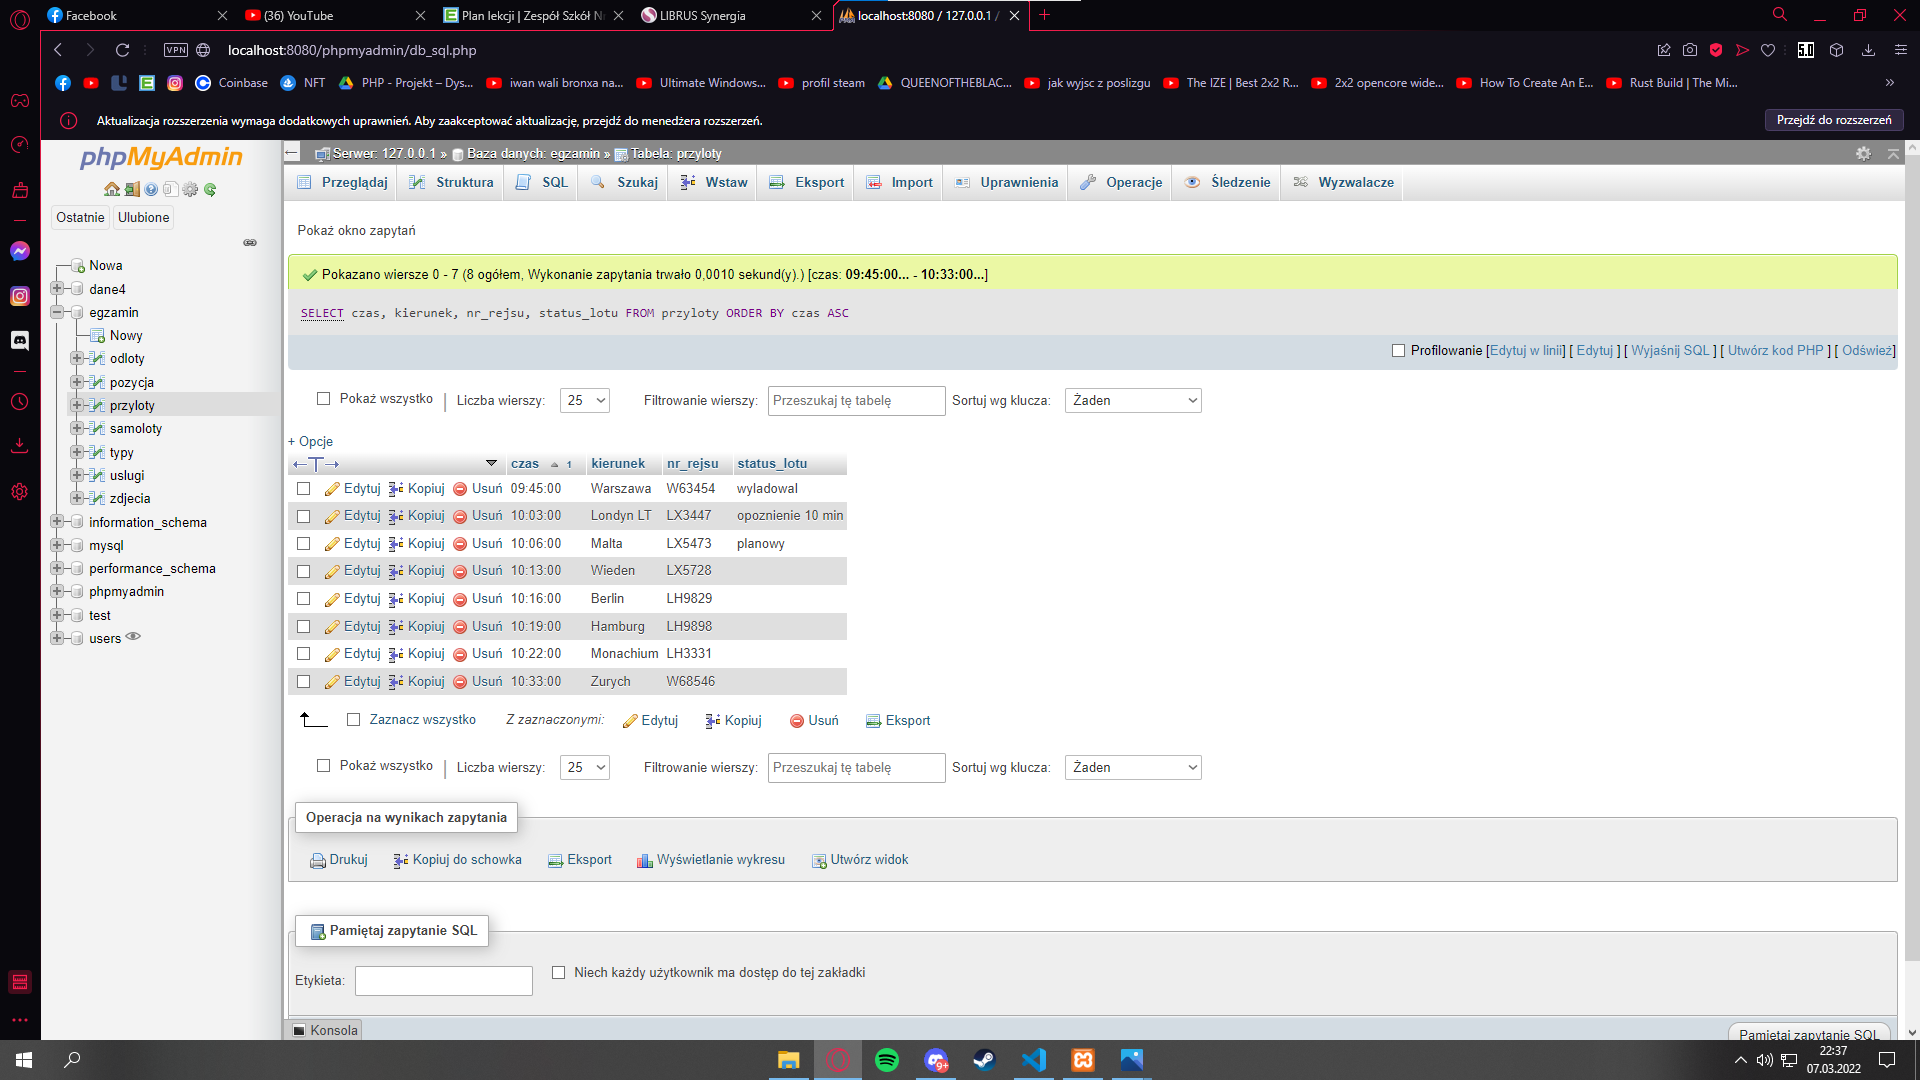 Facebook
(36) YouTube
Plan lekcji | Zespół Szkół Nr
LIBRUS Synergia
localhost:8080 / 127.0.0.1 /
VPN
localhost:8080/phpmyadmin/db_sql.php
Coinbase
NFT
PHP - Projekt – Dys...
iwan wali bronxa na...
Ultimate Windows...
profil steam
QUEENOFTHEBLAC...
jak wyjsc z poslizgu
The IZE | Best 2x2 R...
2x2 opencore wide...
How To Create An E...
Rust Build | The Mi...
»
Aktualizacja rozszerzenia wymaga dodatkowych uprawnień. Aby zaakceptować aktualizację, przejdź do menedżera rozszerzeń.
Przejdź do rozszerzeń
phpMyAdmin
Ostatnie
Ulubione
Nowa
dane4
egzamin
Nowy
odloty
pozycja
przyloty
samoloty
typy
uslugi
zdjecia
information_schema
mysql
performance_schema
phpmyadmin
test
users
Serwer: 127.0.0.1 » Baza danych: egzamin » Tabela: przyloty
Przeglądaj
Struktura
SQL
Szukaj
Wstaw
Eksport
Import
Uprawnienia
Operacje
Śledzenie
Wyzwalacze
Pokaż okno zapytań
Pokazano wiersze 0 - 7 (8 ogółem, Wykonanie zapytania trwało 0,0010 sekund(y).) [czas: 09:45:00... - 10:33:00...]
SELECT czas, kierunek, nr_rejsu, status_lotu FROM przyloty ORDER BY czas ASC
Profilowanie [Edytuj w linii] [ Edytuj ] [ Wyjaśnij SQL ] [ Utwórz kod PHP ] [ Odśwież]
Pokaż wszystko | Liczba wierszy: 25 Filtrowanie wierszy: Przeszukaj tę tabelę Sortuj wg klucza: Żaden
+ Opcje
←T→ czas 1 kierunek nr_rejsu status_lotu
Edytuj Kopiuj Usuń 09:45:00 Warszawa W63454 wyladowal
Edytuj Kopiuj Usuń 10:03:00 Londyn LT LX3447 opoznienie 10 min
Edytuj Kopiuj Usuń 10:06:00 Malta LX5473 planowy
Edytuj Kopiuj Usuń 10:13:00 Wieden LX5728
Edytuj Kopiuj Usuń 10:16:00 Berlin LH9829
Edytuj Kopiuj Usuń 10:19:00 Hamburg LH9898
Edytuj Kopiuj Usuń 10:22:00 Monachium LH3331
Edytuj Kopiuj Usuń 10:33:00 Zurych W68546
Zaznacz wszystko Z zaznaczonymi: Edytuj Kopiuj Usuń Eksport
Pokaż wszystko | Liczba wierszy: 25 Filtrowanie wierszy: Przeszukaj tę tabelę Sortuj wg klucza: Żaden
Operacja na wynikach zapytania
Drukuj Kopiuj do schowka Eksport Wyświetlanie wykresu Utwórz widok
Pamiętaj zapytanie SQL
Etykieta: Niech każdy użytkownik ma dostęp do tej zakładki
Konsola
Pamiętaj zapytanie SQL
9+
22:37
07.03.2022